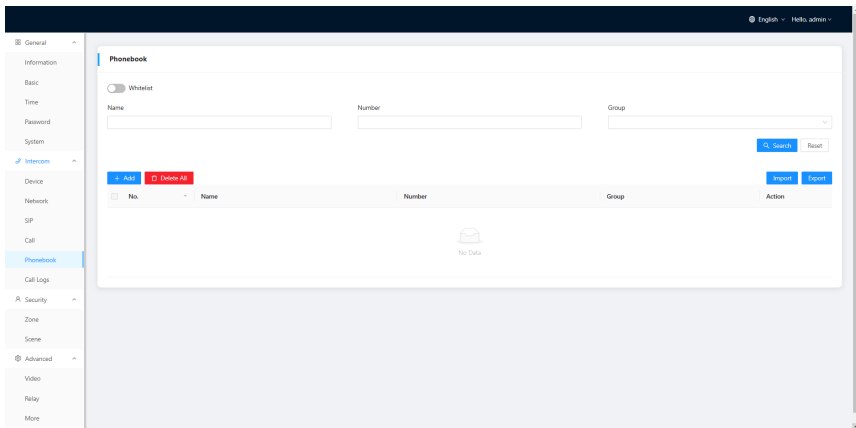 English Hello, admin
General
Information
Basic
Time
Password
System
Intercom
Device
Network
SIP
Call
Phonebook
Call Logs
Security
Zone
Scene
Advanced
Video
Relay
More
Phonebook
Whitelist
Name Number Group
Search Reset
+ Add Delete All Import Export
No. Name Number Group Action
No Data